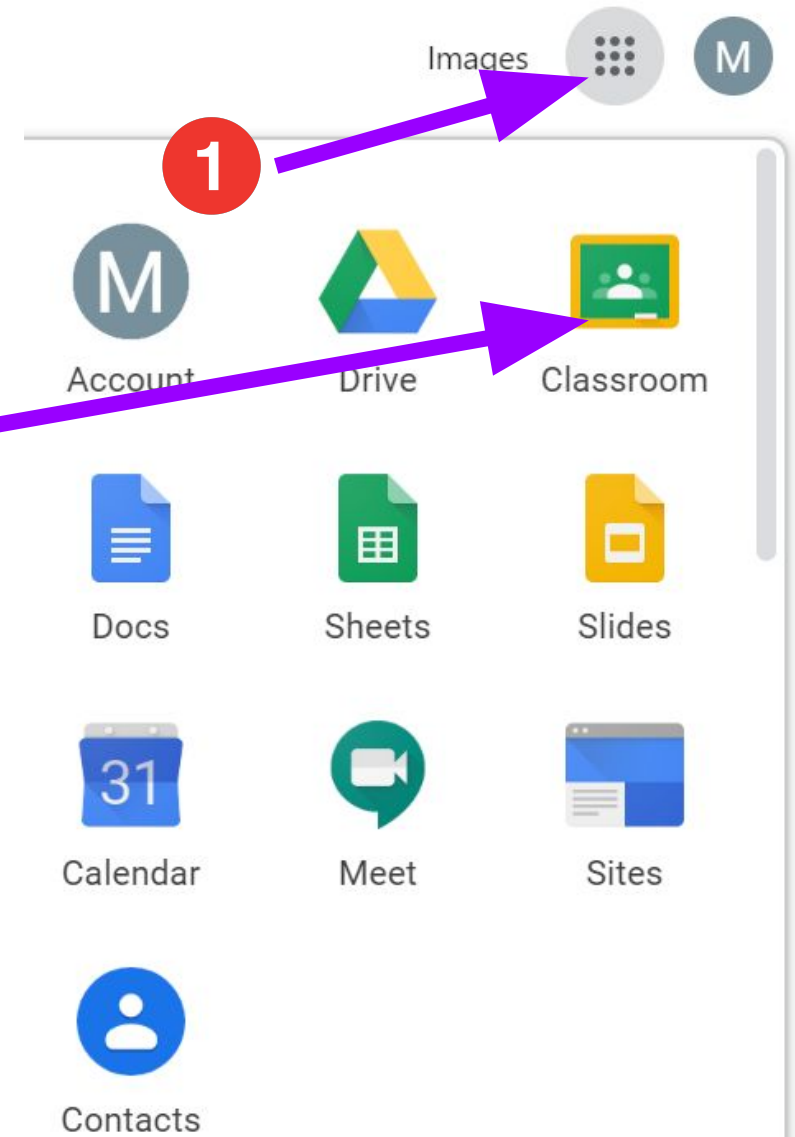 Images
M
1
M
Account Drive Classroom
Docs Sheets Slides
31
Calendar Meet Sites
Contacts